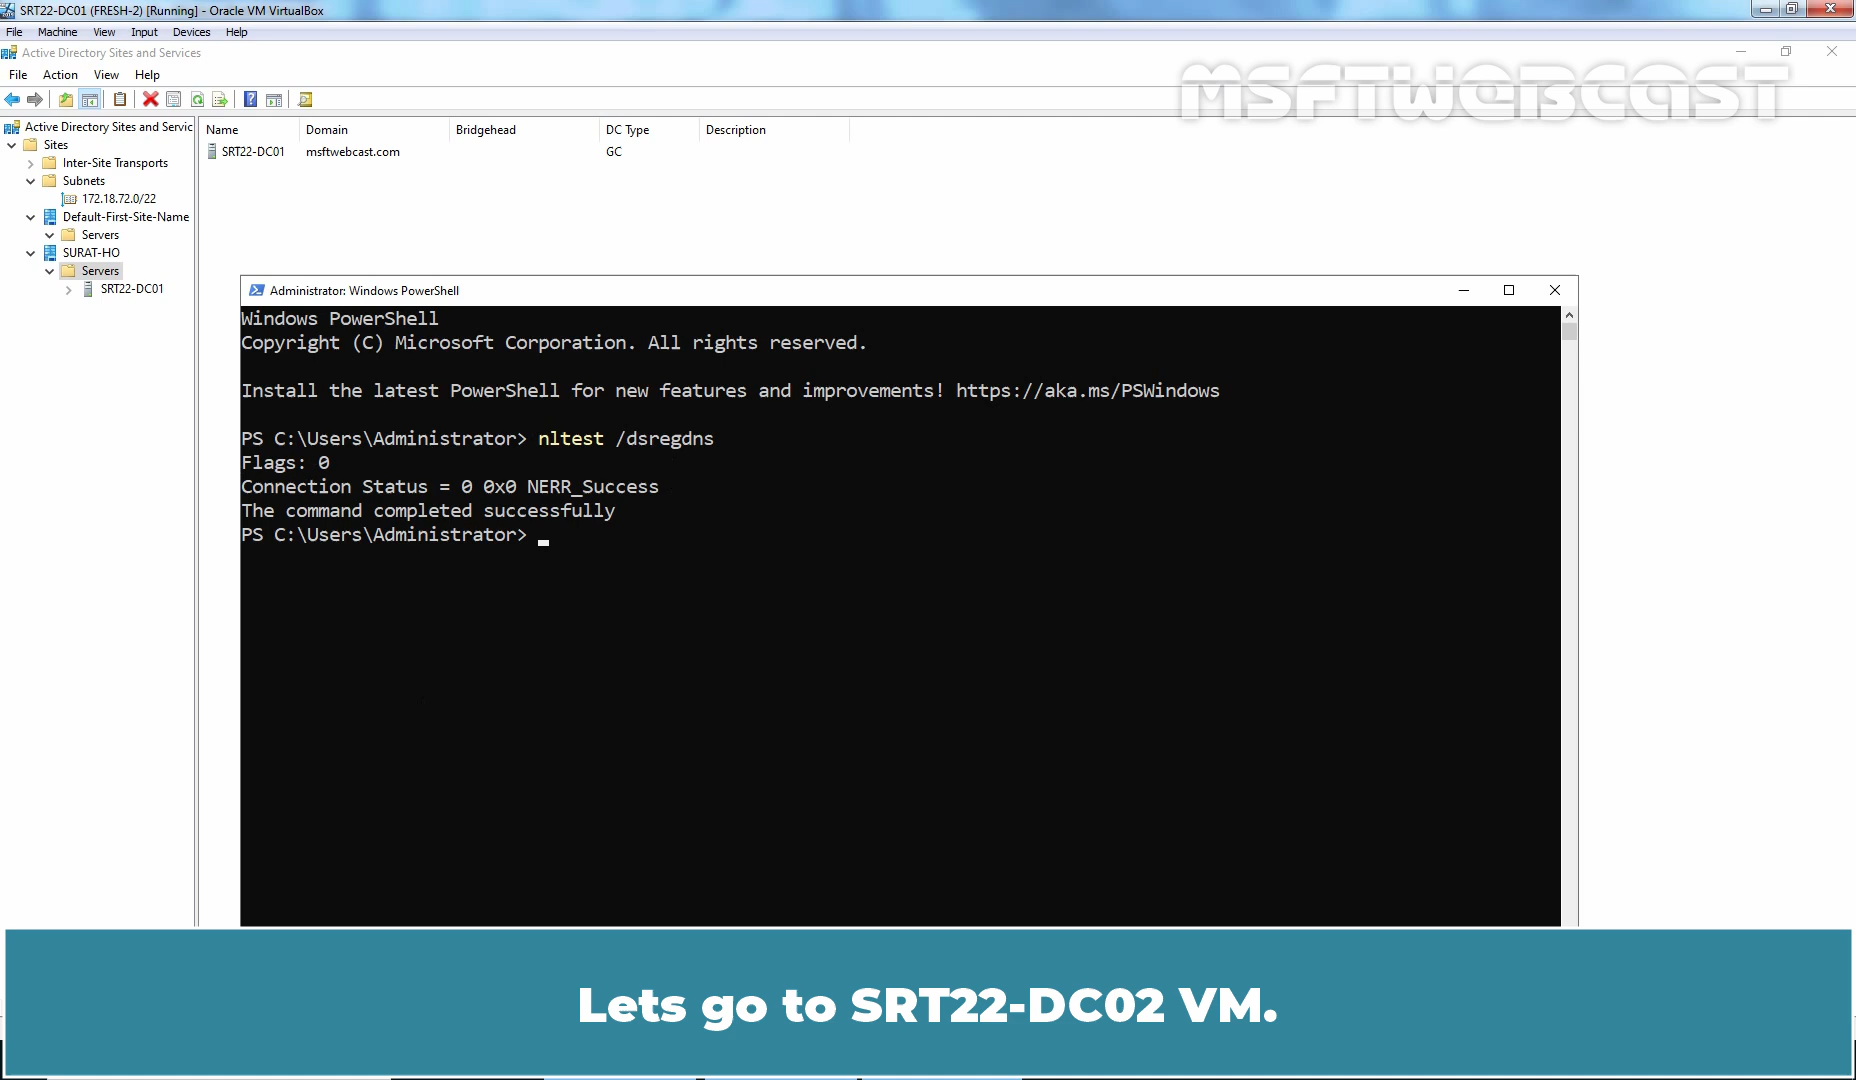 SRT22-DC01 (FRESH-2) [Running] - Oracle VM VirtualBox
File Machine View Input Devices Help
Active Directory Sites and Services
File Action View Help
MSFTWEBCAST
Active Directory Sites and Servic
Name Domain Bridgehead DC Type Description
Sites
SRT22-DC01 msftwebcast.com GC
Inter-Site Transports
Subnets
172.18.72.0/22
Default-First-Site-Name
Servers
SURAT-HO
Servers
SRT22-DC01
Administrator: Windows PowerShell
Windows PowerShell
Copyright (C) Microsoft Corporation. All rights reserved.
Install the latest PowerShell for new features and improvements! https://aka.ms/PSWindows
PS C:\Users\Administrator> nltest /dsregdns
Flags: 0
Connection Status = 0 0x0 NERR_Success
The command completed successfully
PS C:\Users\Administrator>
Lets go to SRT22-DC02 VM.